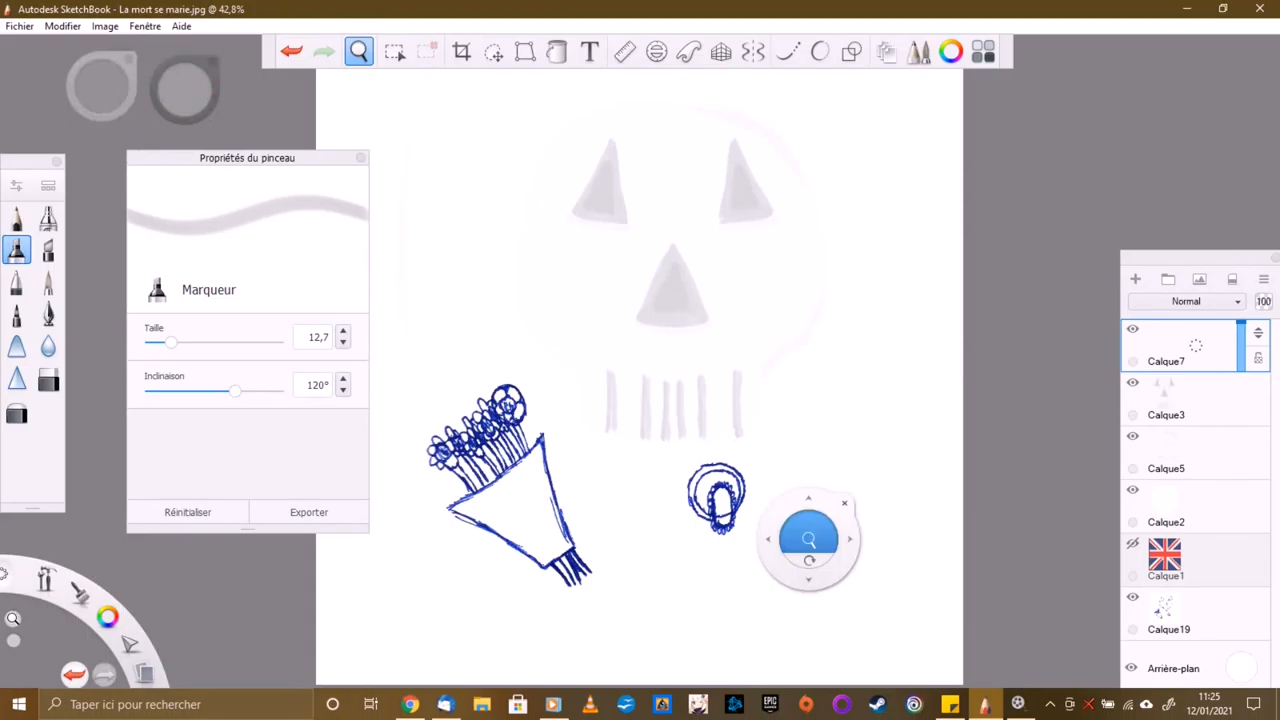 Autodesk SketchBook - La mort se marie.jpg @ 42,8%
Fichier Modifier Image Fenêtre Aide
T
Propriétés du pinceau
Marqueur
Taille
12,7
Inclinaison
120°
Réinitialiser Exporter
Normal
100
Calque7
Calque3
Calque5
Calque2
Calque1
Calque19
Arrière-plan
Taper ici pour rechercher
EPIC
11:25
12/01/2021